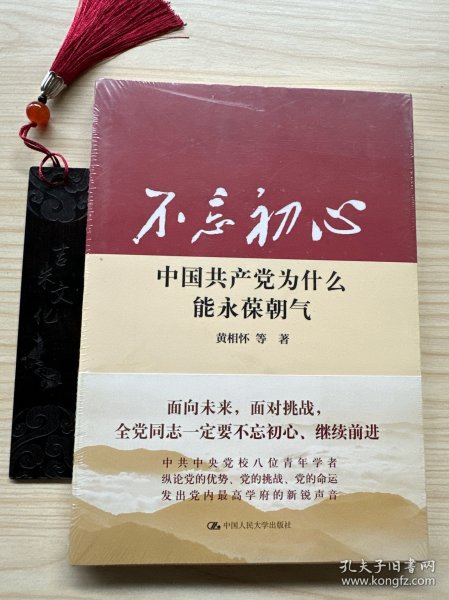 不忘初心
中国共产党为什么
能永葆朝气
黄相怀 等 著
面向未来，面对挑战，
全党同志一定要不忘初心、继续前进
中共中央党校八位青年学者
纵论党的优势、党的挑战、党的命运
发出党内最高学府的新锐声音
中国人民大学出版社
吉朱文化
孔夫子旧书网
www.kongfz.com